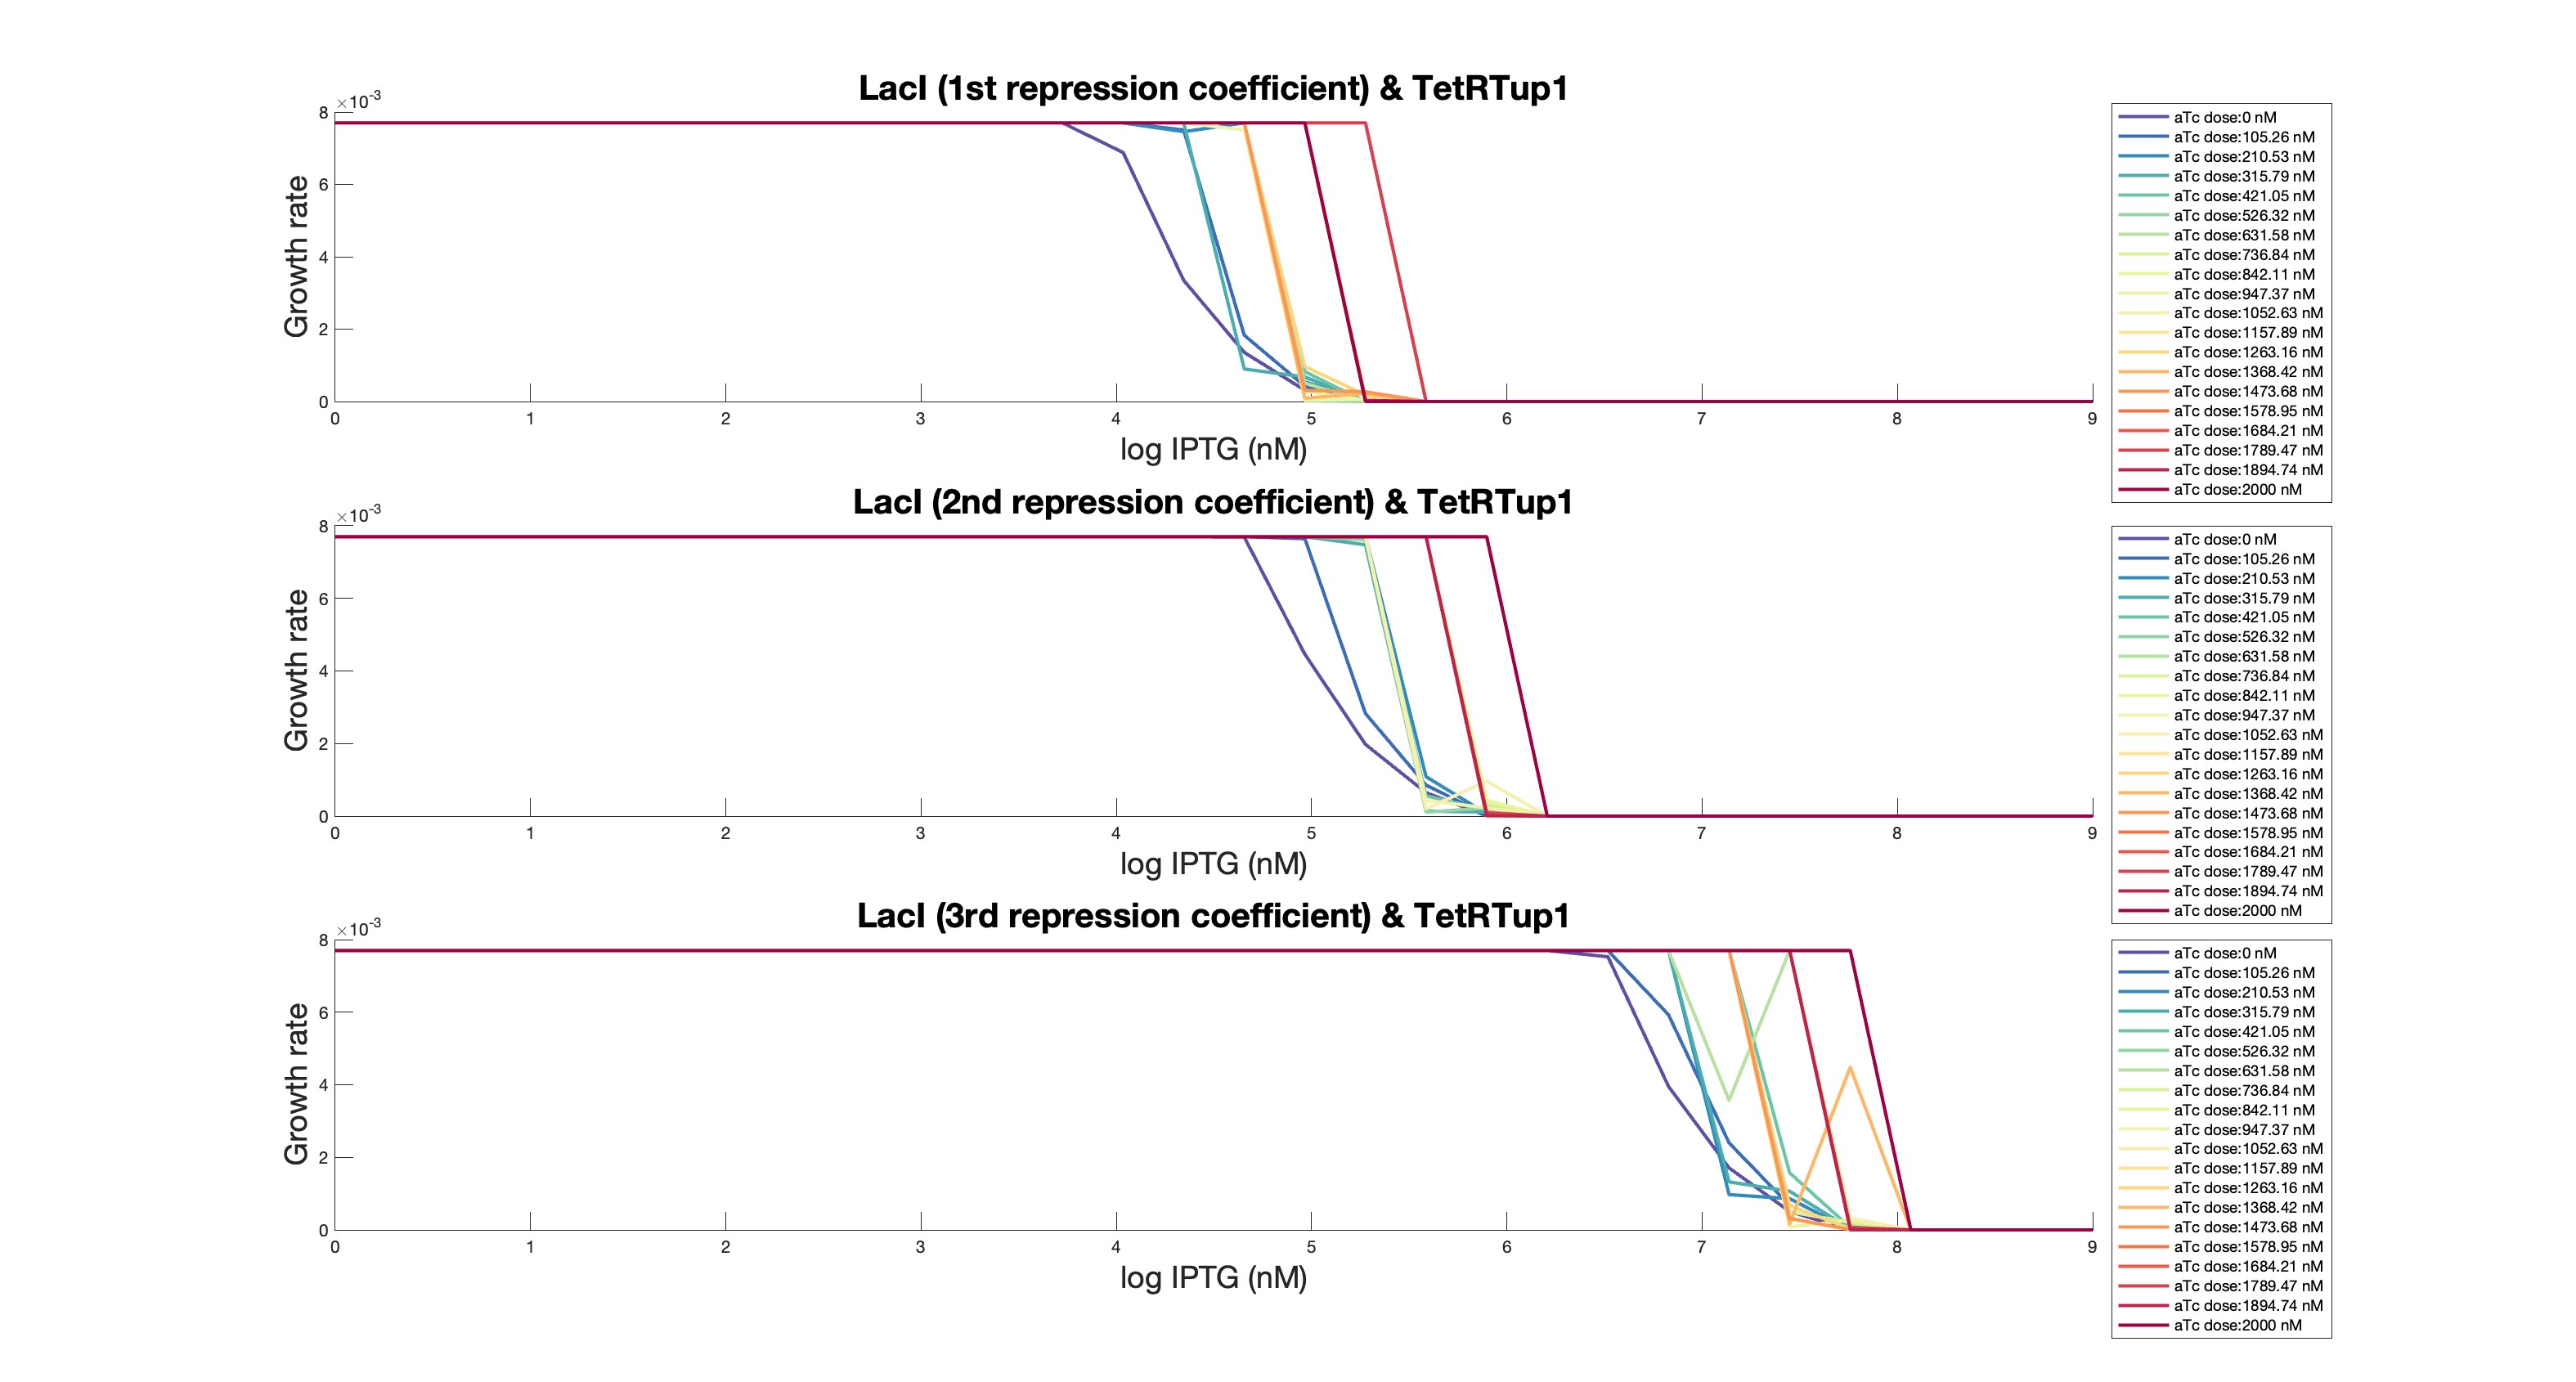 LacI (1st repression coefficient) & TetRTup1
×10-3
8
6
4
2
0
Growth rate
0 1 2 3 4 5 6 7 8 9
log IPTG (nM)
aTc dose:0 nM
aTc dose:105.26 nM
aTc dose:210.53 nM
aTc dose:315.79 nM
aTc dose:421.05 nM
aTc dose:526.32 nM
aTc dose:631.58 nM
aTc dose:736.84 nM
aTc dose:842.11 nM
aTc dose:947.37 nM
aTc dose:1052.63 nM
aTc dose:1157.89 nM
aTc dose:1263.16 nM
aTc dose:1368.42 nM
aTc dose:1473.68 nM
aTc dose:1578.95 nM
aTc dose:1684.21 nM
aTc dose:1789.47 nM
aTc dose:1894.74 nM
aTc dose:2000 nM
LacI (2nd repression coefficient) & TetRTup1
×10-3
8
6
4
2
0
Growth rate
0 1 2 3 4 5 6 7 8 9
log IPTG (nM)
aTc dose:0 nM
aTc dose:105.26 nM
aTc dose:210.53 nM
aTc dose:315.79 nM
aTc dose:421.05 nM
aTc dose:526.32 nM
aTc dose:631.58 nM
aTc dose:736.84 nM
aTc dose:842.11 nM
aTc dose:947.37 nM
aTc dose:1052.63 nM
aTc dose:1157.89 nM
aTc dose:1263.16 nM
aTc dose:1368.42 nM
aTc dose:1473.68 nM
aTc dose:1578.95 nM
aTc dose:1684.21 nM
aTc dose:1789.47 nM
aTc dose:1894.74 nM
aTc dose:2000 nM
LacI (3rd repression coefficient) & TetRTup1
×10-3
8
6
4
2
0
Growth rate
0 1 2 3 4 5 6 7 8 9
log IPTG (nM)
aTc dose:0 nM
aTc dose:105.26 nM
aTc dose:210.53 nM
aTc dose:315.79 nM
aTc dose:421.05 nM
aTc dose:526.32 nM
aTc dose:631.58 nM
aTc dose:736.84 nM
aTc dose:842.11 nM
aTc dose:947.37 nM
aTc dose:1052.63 nM
aTc dose:1157.89 nM
aTc dose:1263.16 nM
aTc dose:1368.42 nM
aTc dose:1473.68 nM
aTc dose:1578.95 nM
aTc dose:1684.21 nM
aTc dose:1789.47 nM
aTc dose:1894.74 nM
aTc dose:2000 nM